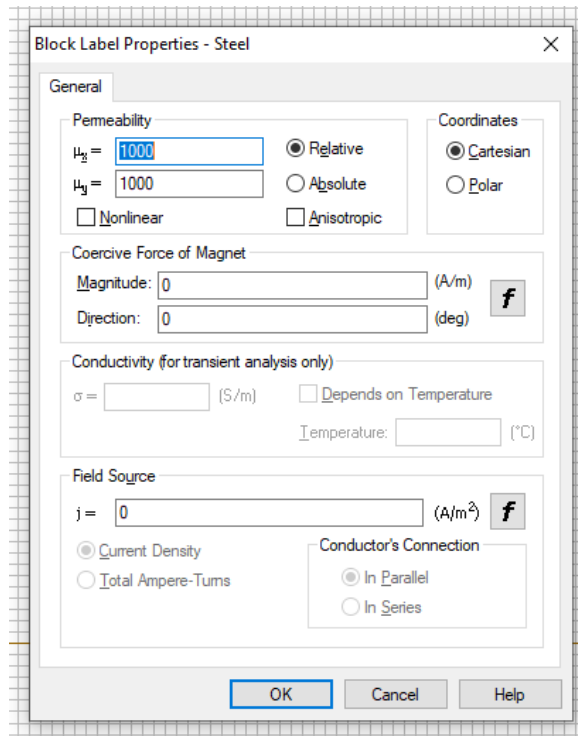 Block Label Properties - Steel
General
Permeability
μx = 1000
Relative
μy = 1000
Absolute
Nonlinear
Anisotropic
Coordinates
Cartesian
Polar
Coercive Force of Magnet
Magnitude: 0 (A/m)
Direction: 0 (deg)
f
Conductivity (for transient analysis only)
σ = (S/m)
Depends on Temperature
Temperature: (°C)
Field Source
j = 0 (A/m²) f
Current Density
Total Ampere-Turns
Conductor's Connection
In Parallel
In Series
OK Cancel Help